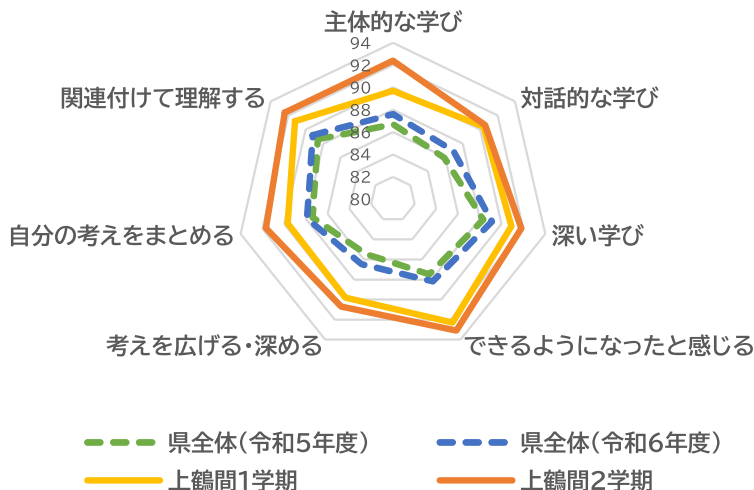 主体的な学び
94
92
90
88
86
84
82
80
対話的な学び
深い学び
できるようになったと感じる
考えを広げる・深める
自分の考えをまとめる
関連付けて理解する
県全体(令和5年度)
県全体(令和6年度)
上鶴間1学期
上鶴間2学期